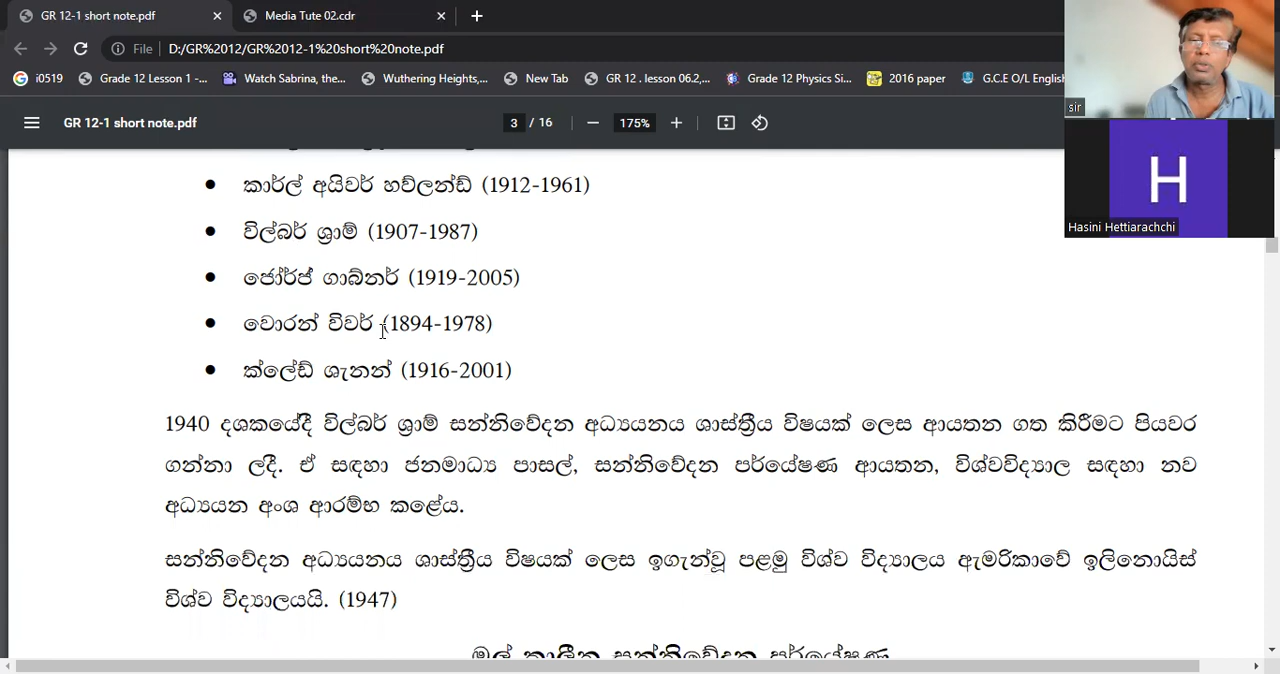 GR 12-1 short note.pdf
Media Tute 02.cdr
File
D:/GR%2012/GR%2012-1%20short%20note.pdf
i0519
Grade 12 Lesson 1 -...
Watch Sabrina, the...
Wuthering Heights,...
New Tab
GR 12 . lesson 06.2,...
Grade 12 Physics Si...
2016 paper
G.C.E O/L English
sir
GR 12-1 short note.pdf
3 / 16
175%
Hasini Hettiarachchi
H
• කාර්ල් අයිවර් හව්ලන්ඩ් (1912-1961)
• විල්බර් ශ්‍රාම් (1907-1987)
• ජෝර්ජ් ගාබ්නර් (1919-2005)
• වොරන් විවර් (1894-1978)
• ක්ලේඩ් ශැනන් (1916-2001)
1940 දශකයේදී විල්බර් ශ්‍රාම් සන්නිවේදන අධ්‍යයනය ශාස්ත්‍රීය විෂයක් ලෙස ආයතන ගත කිරීමට පියවර
ගන්නා ලදී. ඒ සඳහා ජනමාධ්‍ය පාසල්, සන්නිවේදන පර්යේෂණ ආයතන, විශ්වවිද්‍යාල සඳහා නව
අධ්‍යයන අංශ ආරම්භ කළේය.
සන්නිවේදන අධ්‍යයනය ශාස්ත්‍රීය විෂයක් ලෙස ඉගැන්වූ පළමු විශ්ව විද්‍යාලය ඇමරිකාවේ ඉලිනොයිස්
විශ්ව විද්‍යාලයයි. (1947)
මුල් කාලීන සන්නිවේදන පර්යේෂණ